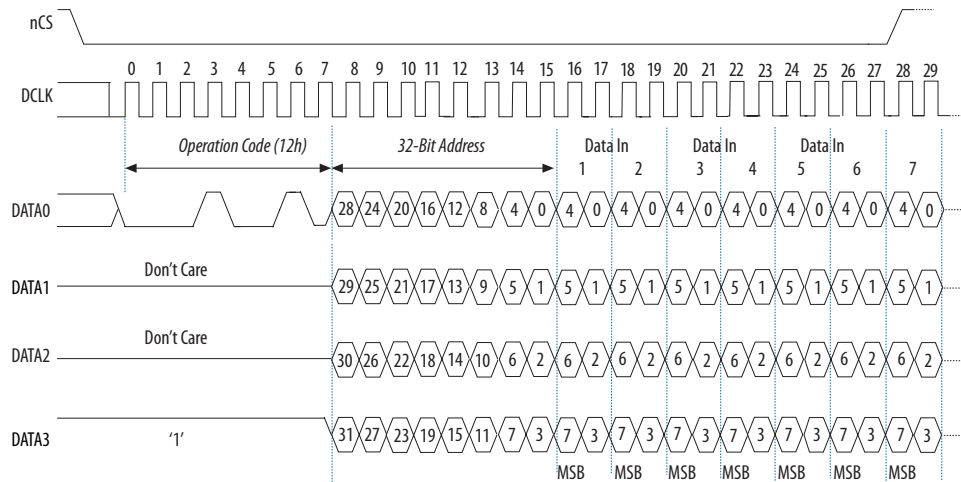 nCS
0 1 2 3 4 5 6 7 8 9 10 11 12 13 14 15 16 17 18 19 20 21 22 23 24 25 26 27 28 29
DCLK
Operation Code (12h) 32-Bit Address Data In Data In Data In
1 2 3 4 5 6 7
DATA0 28 24 20 16 12 8 4 0 4 0 4 0 4 0 4 0 4 0 4 0 4 0
Don't Care
DATA1 29 25 21 17 13 9 5 1 5 1 5 1 5 1 5 1 5 1 5 1 5 1
Don't Care
DATA2 30 26 22 18 14 10 6 2 6 2 6 2 6 2 6 2 6 2 6 2 6 2
DATA3 '1' 31 27 23 19 15 11 7 3 7 3 7 3 7 3 7 3 7 3 7 3 7 3
MSB MSB MSB MSB MSB MSB MSB